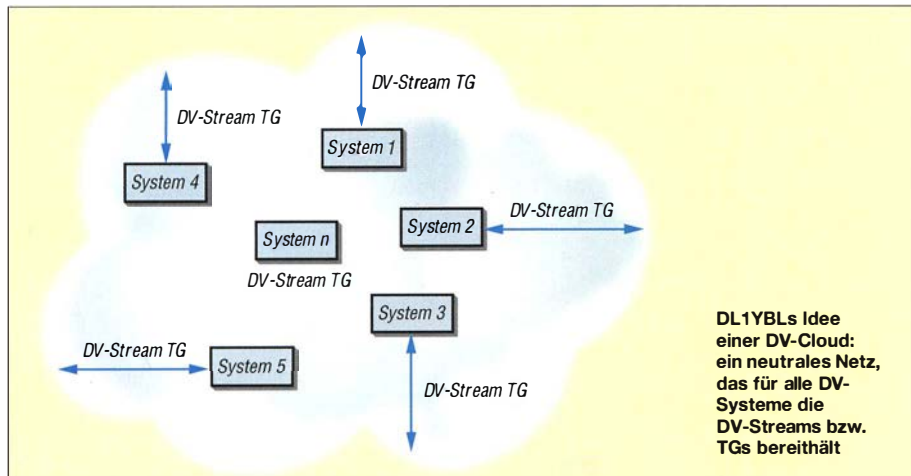 DV-Stream TG
DV-Stream TG
System 1
System 4
DV-Stream TG
System 2
System n
DV-Stream TG
System 3
DV-Stream TG
System 5
DV-Stream TG
DL1YBLs Idee
einer DV-Cloud:
ein neutrales Netz,
das für alle DV-
Systeme die
DV-Streams bzw.
TGs bereithält